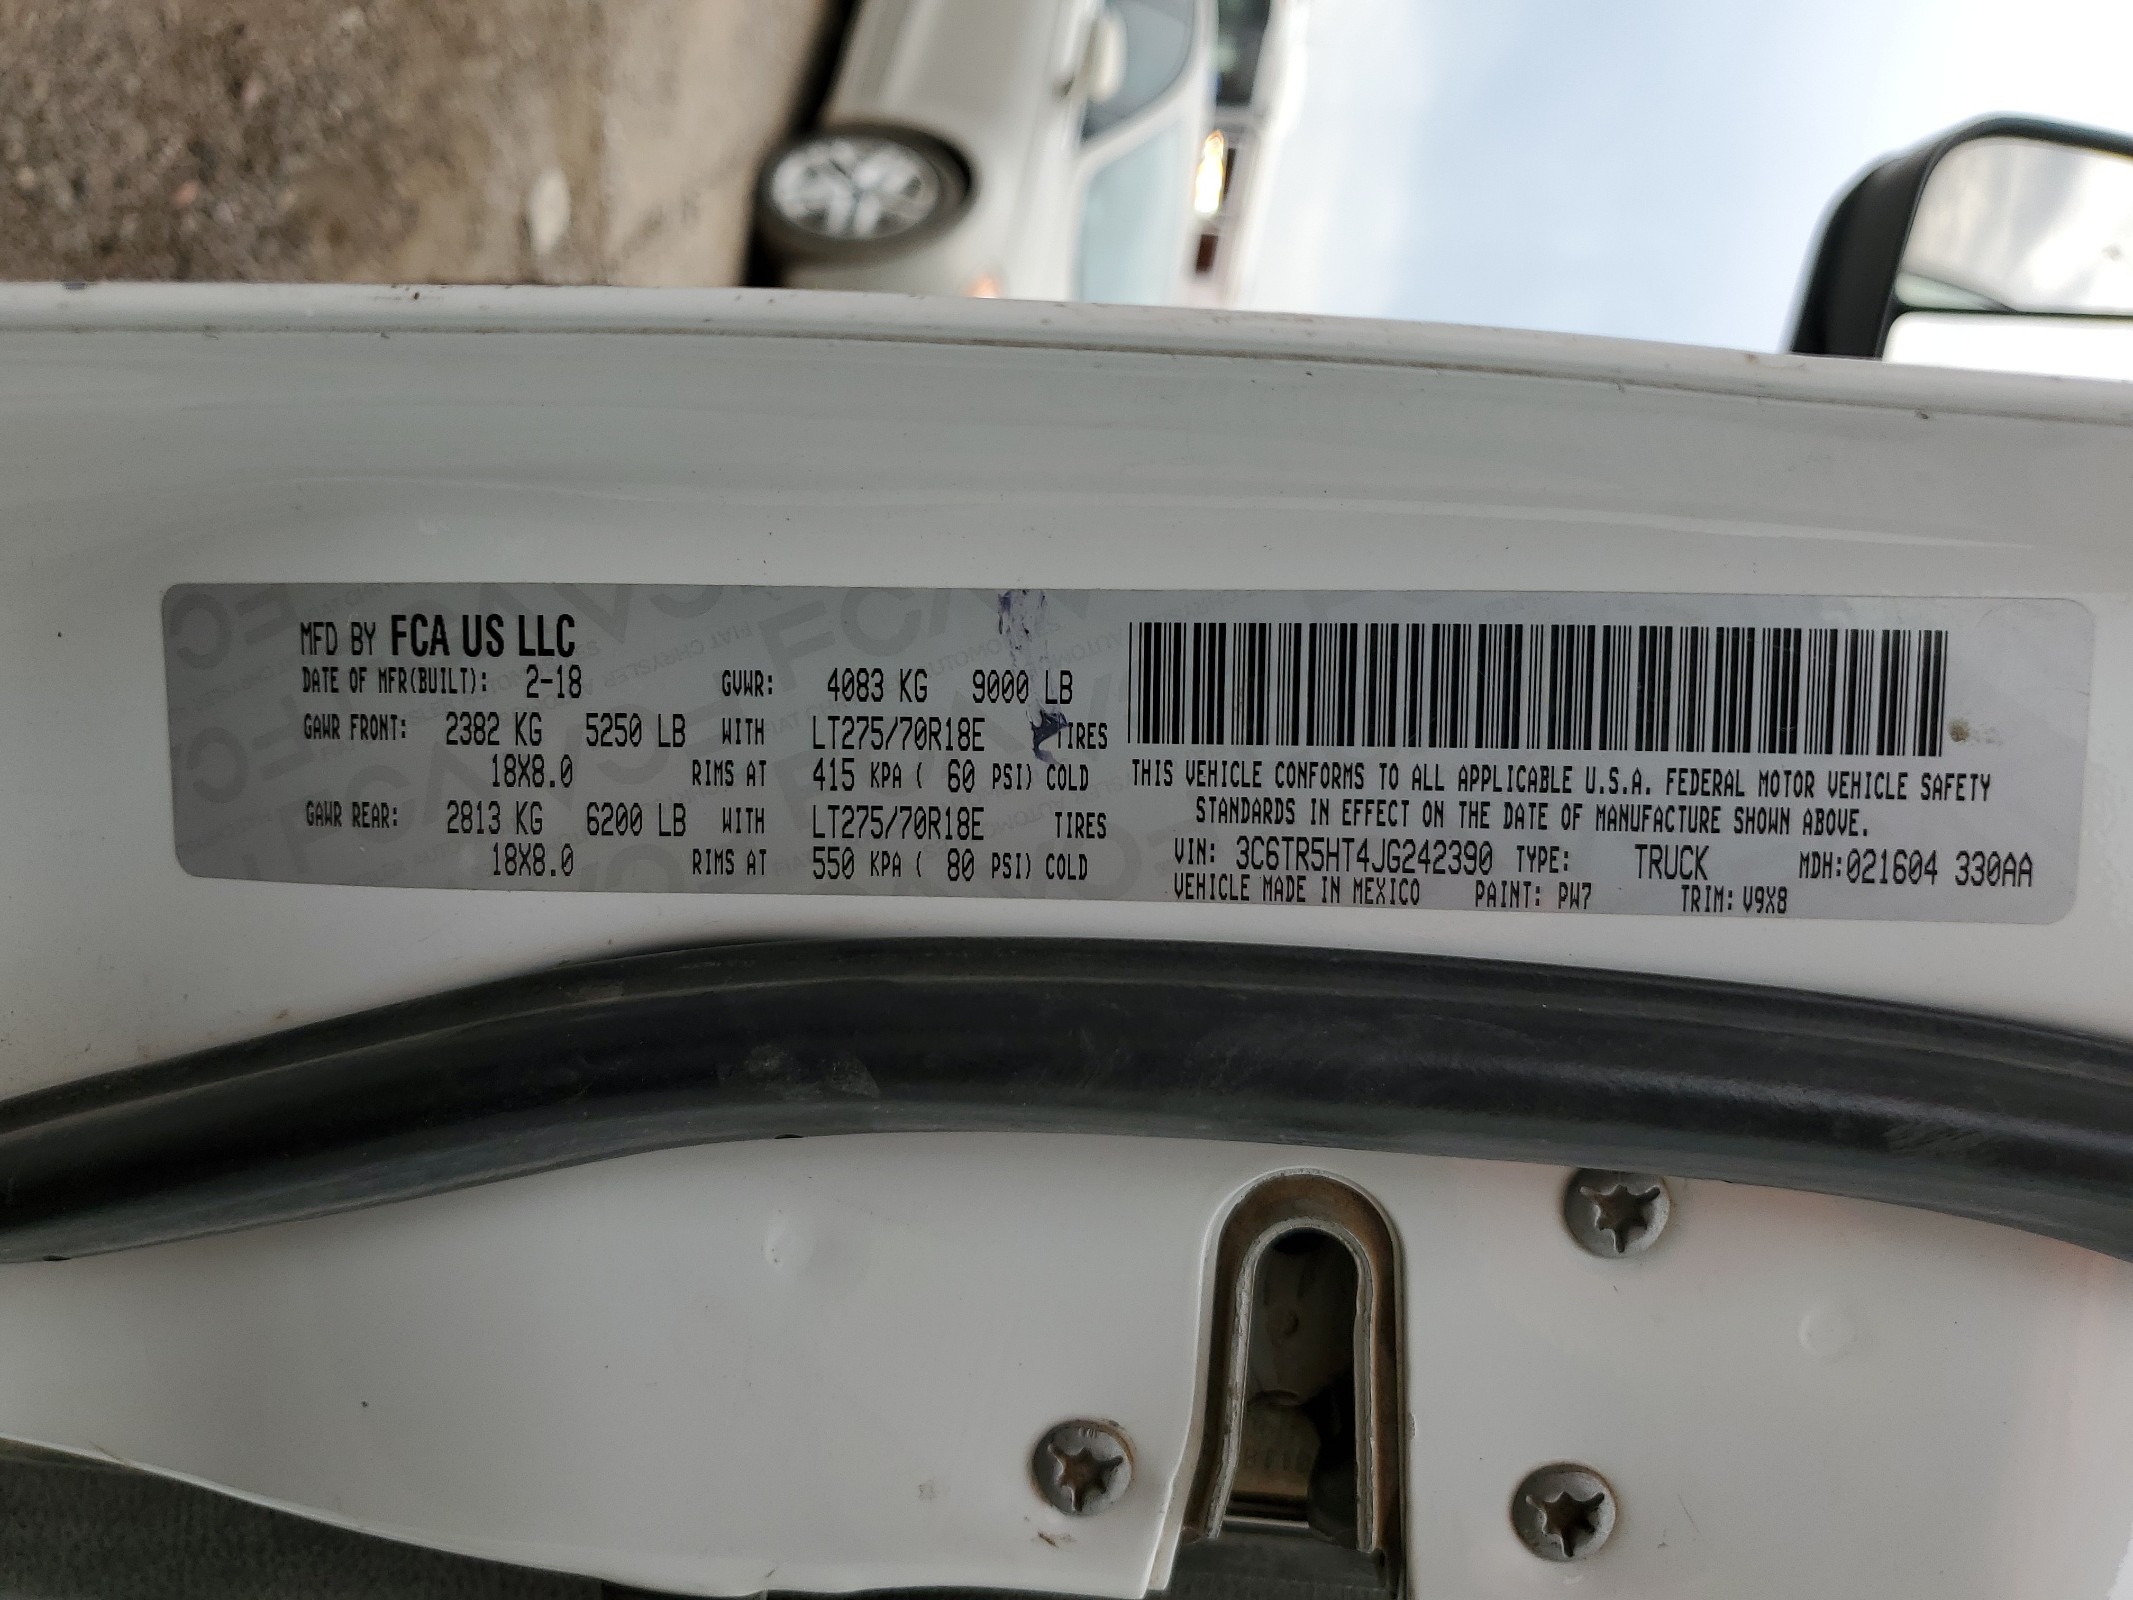 MFD BY FCA US LLC
DATE OF MFR(BUILT): 2-18 GVWR: 4083 KG 9000 LB
GAWR FRONT: 2382 KG 5250 LB WITH LT275/70R18E TIRES
18X8.0 RIMS AT 415 KPA ( 60 PSI) COLD
GAWR REAR: 2813 KG 6200 LB WITH LT275/70R18E TIRES
18X8.0 RIMS AT 550 KPA ( 80 PSI) COLD
THIS VEHICLE CONFORMS TO ALL APPLICABLE U.S.A. FEDERAL MOTOR VEHICLE SAFETY
STANDARDS IN EFFECT ON THE DATE OF MANUFACTURE SHOWN ABOVE.
VIN: 3C6TR5HT4JG242390 TYPE: TRUCK MDH:021604 330AA
VEHICLE MADE IN MEXICO PAINT: PW7 TRIM: V9X8